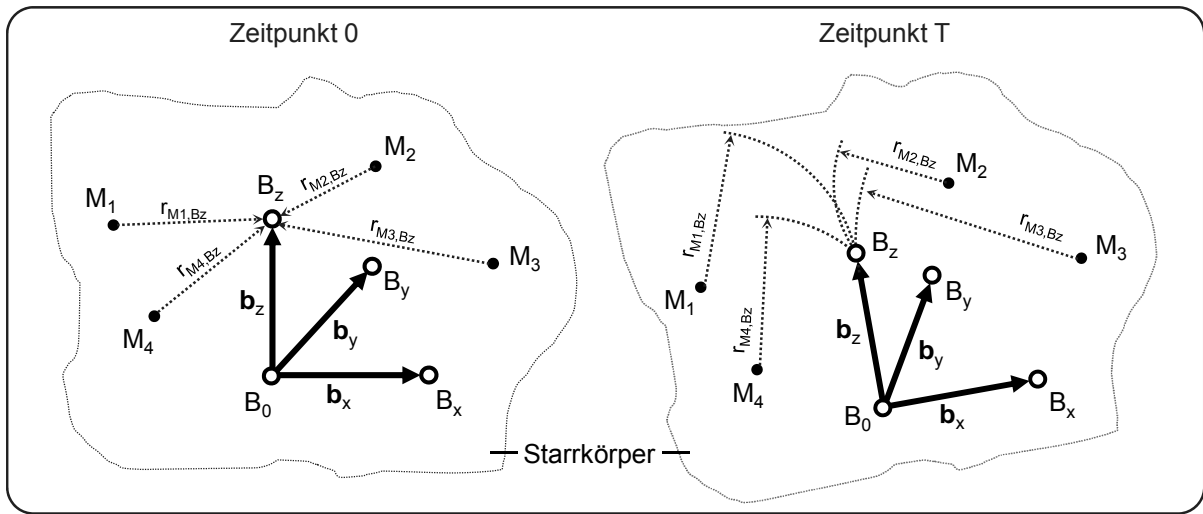 Zeitpunkt 0
Zeitpunkt T
M1
M2
M3
M4
Bz
By
Bx
B0
rM1,Bz
rM2,Bz
rM3,Bz
rM4,Bz
bz
by
bx
M1
M2
M3
M4
Bz
By
Bx
B0
rM1,Bz
rM2,Bz
rM3,Bz
rM4,Bz
bz
by
bx
Starrkörper